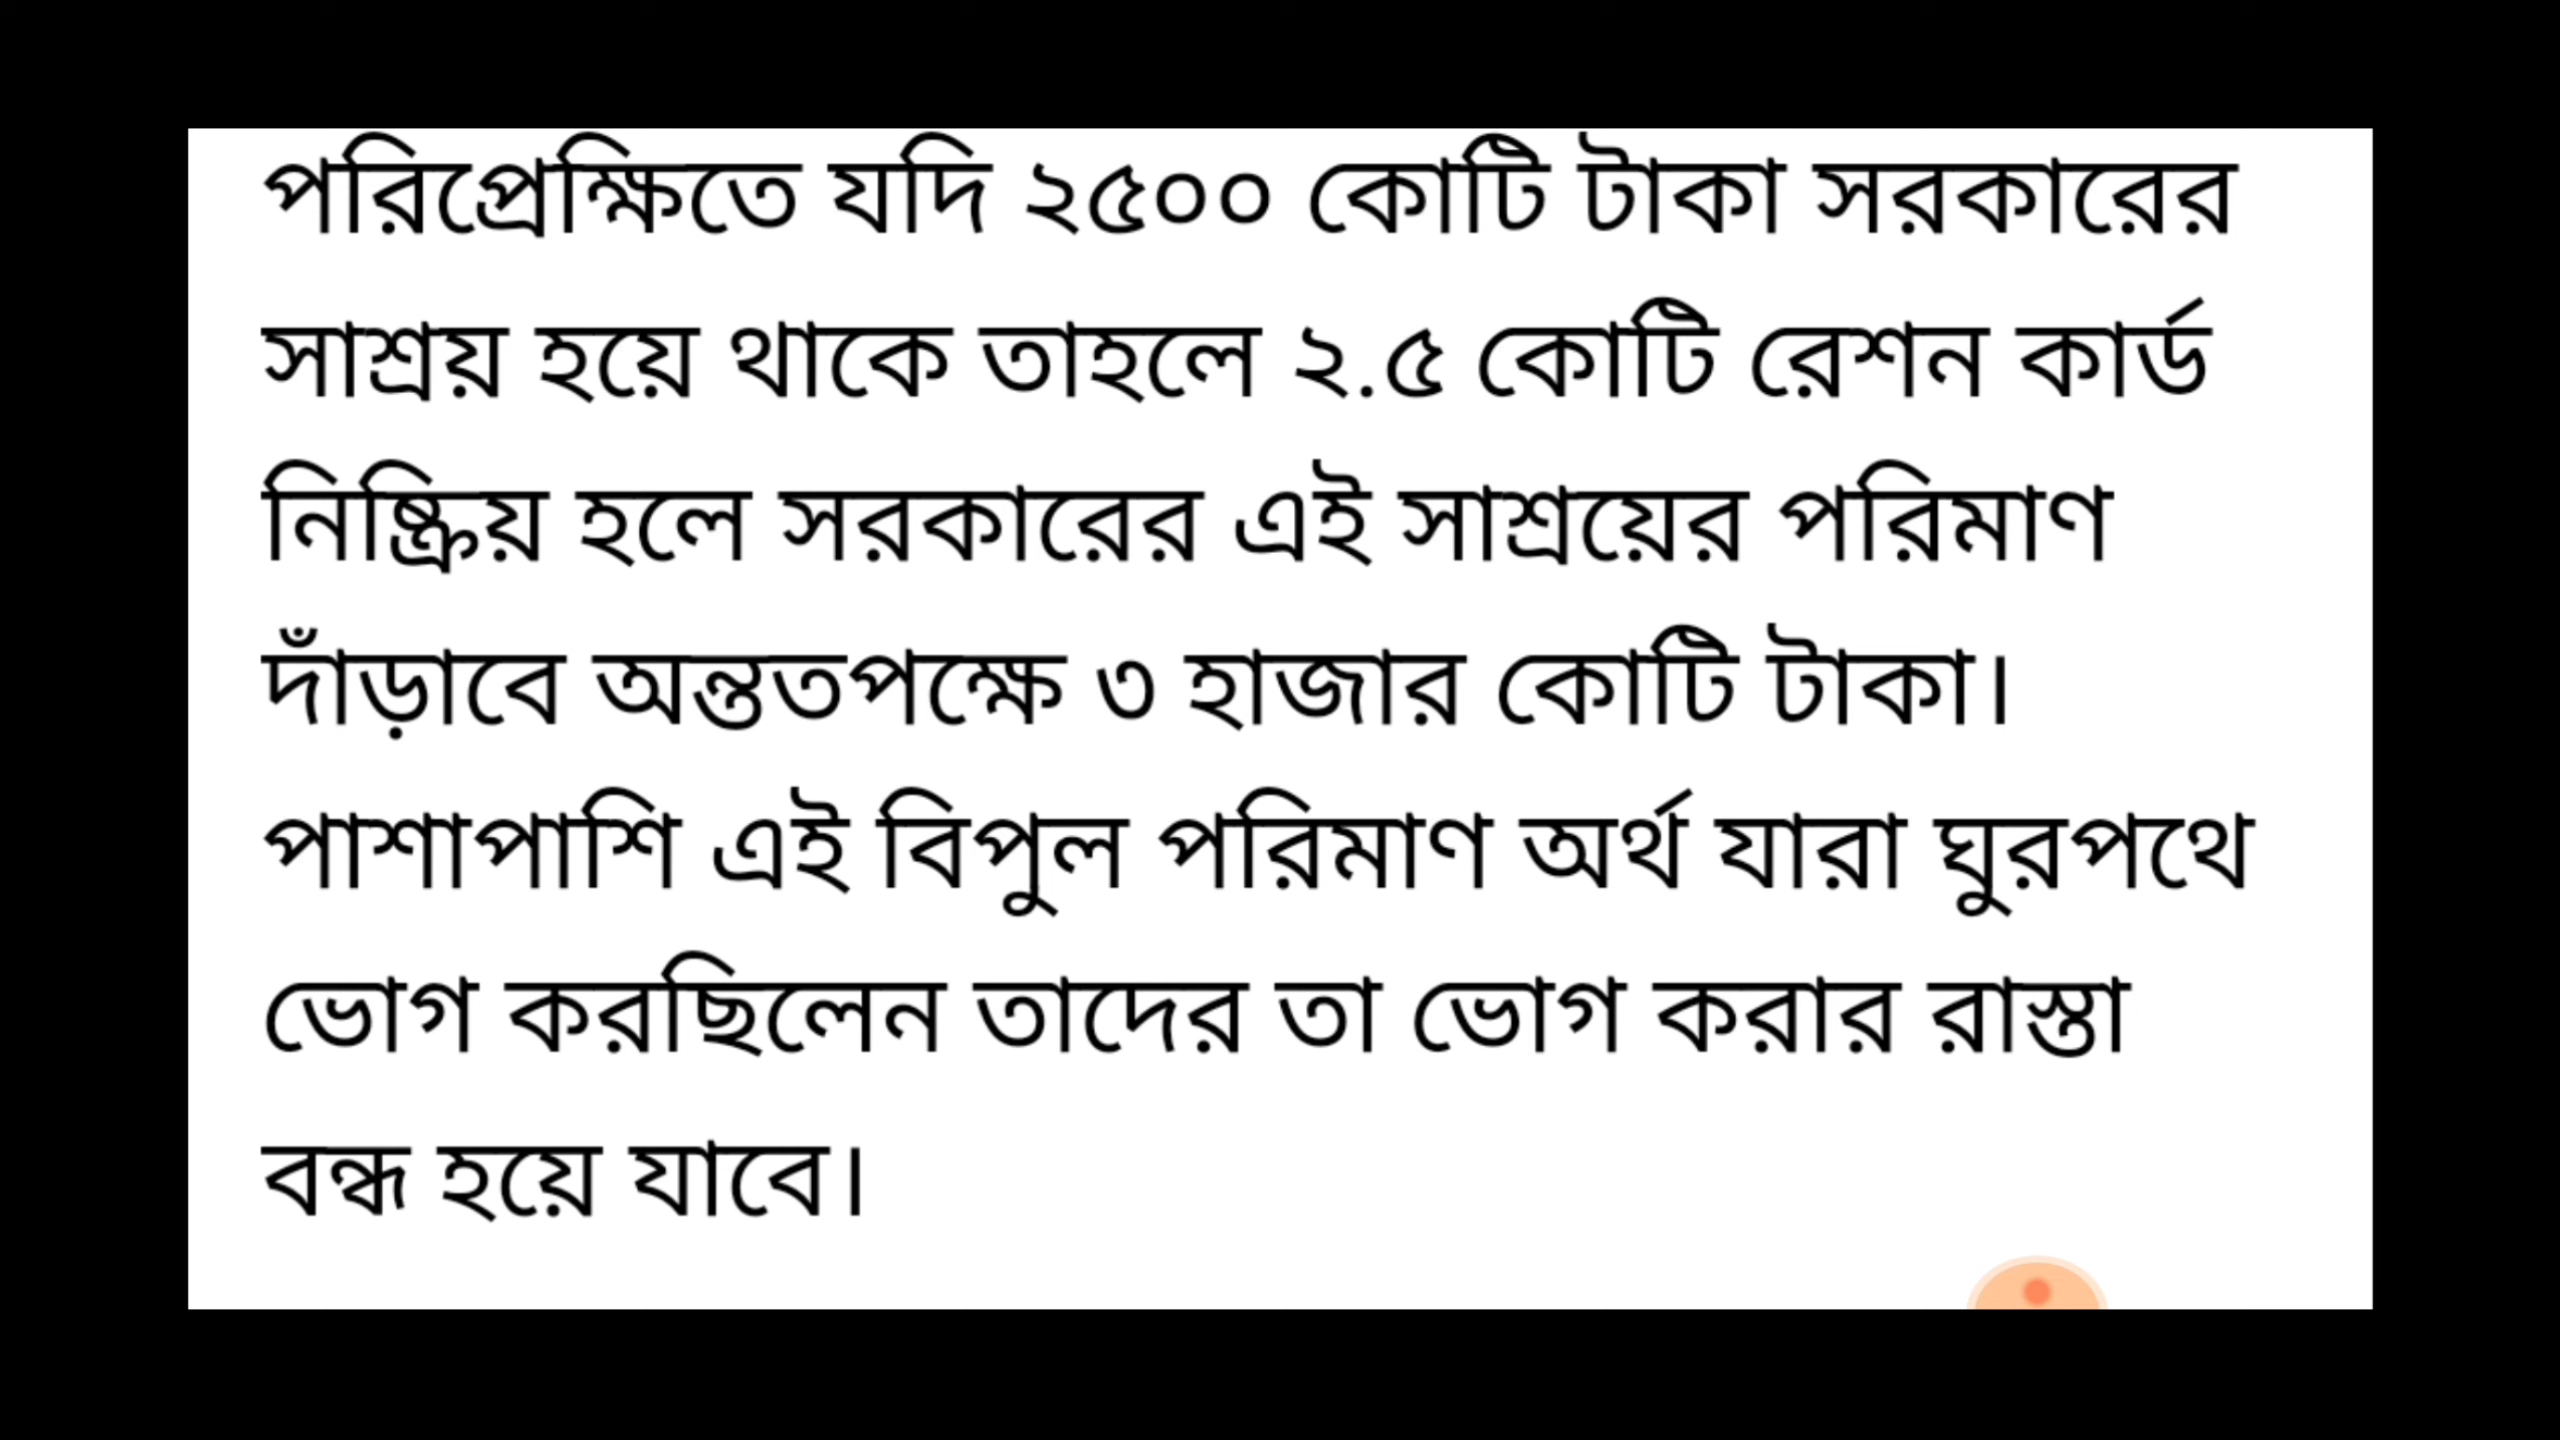 পরিপ্রেক্ষিতে যদি ২৫০০ কোটি টাকা সরকারের
সাশ্রয় হয়ে থাকে তাহলে ২.৫ কোটি রেশন কার্ড
নিষ্ক্রিয় হলে সরকারের এই সাশ্রয়ের পরিমাণ
দাঁড়াবে অন্ততপক্ষে ৩ হাজার কোটি টাকা।
পাশাপাশি এই বিপুল পরিমাণ অর্থ যারা ঘুরপথে
ভোগ করছিলেন তাদের তা ভোগ করার রাস্তা
বন্ধ হয়ে যাবে।